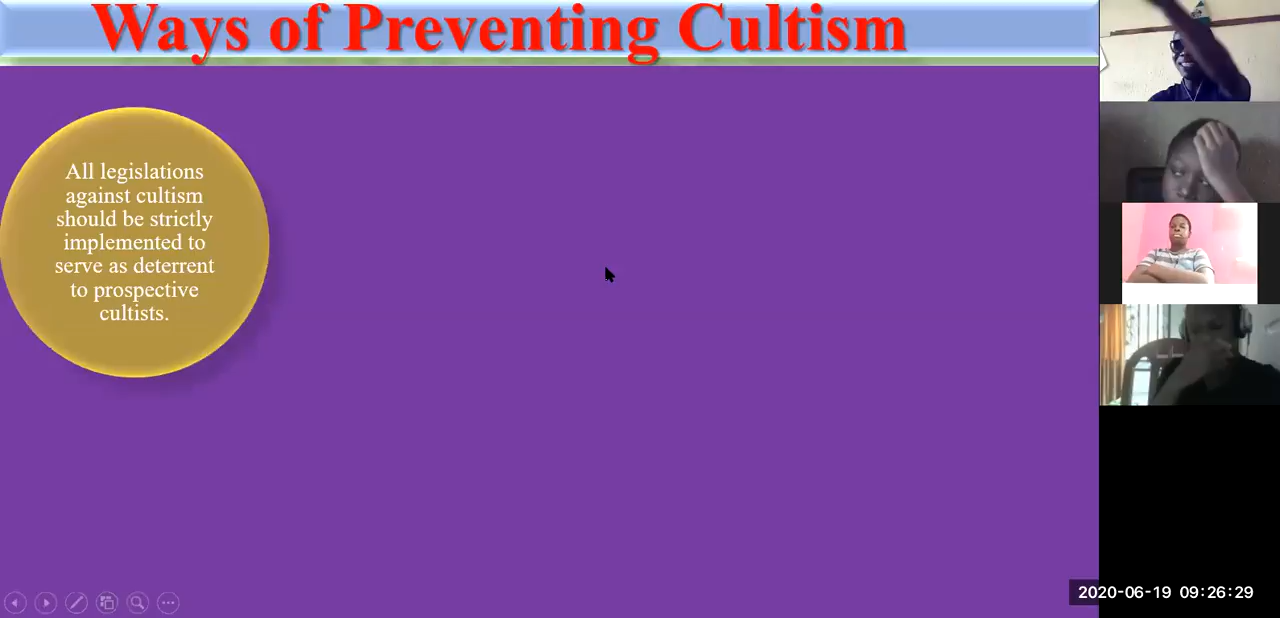 Ways of Preventing Cultism
All legislations
against cultism
should be strictly
implemented to
serve as deterrent
to prospective
cultists.
2020-06-19 09:26:29